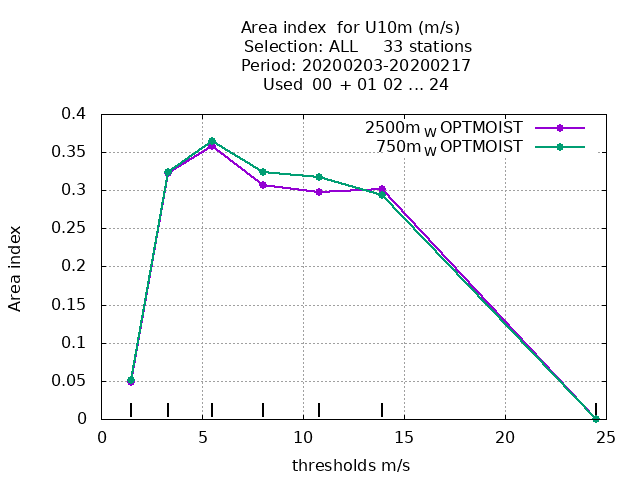 Area index  for U10m (m/s)
Selection: ALL     33 stations
Period: 20200203-20200217
Used  00 + 01 02 ... 24
2500m W OPTMOIST
750m W OPTMOIST
0.4
0.35
0.3
0.25
0.2
0.15
0.1
0.05
0
Area index
0 5 10 15 20 25
thresholds m/s